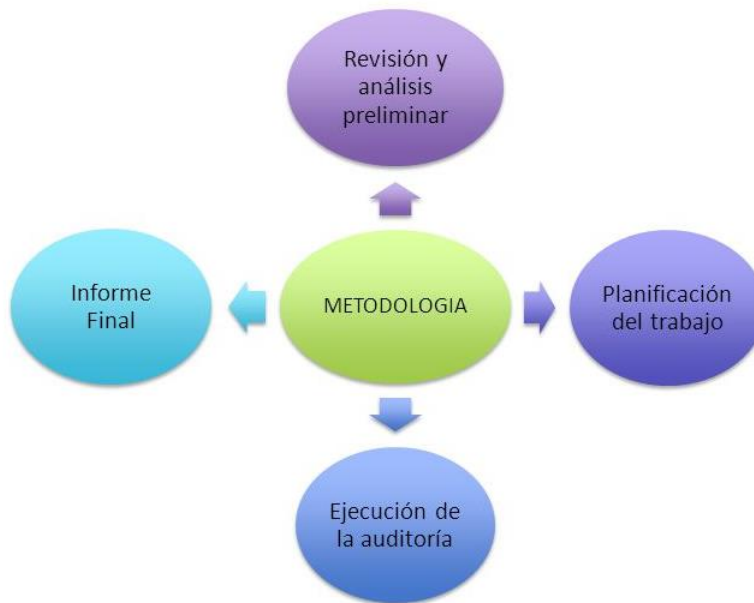 Revisión y
análisis
preliminar
Informe
Final
METODOLOGIA
Planificación
del trabajo
Ejecución de
la auditoría